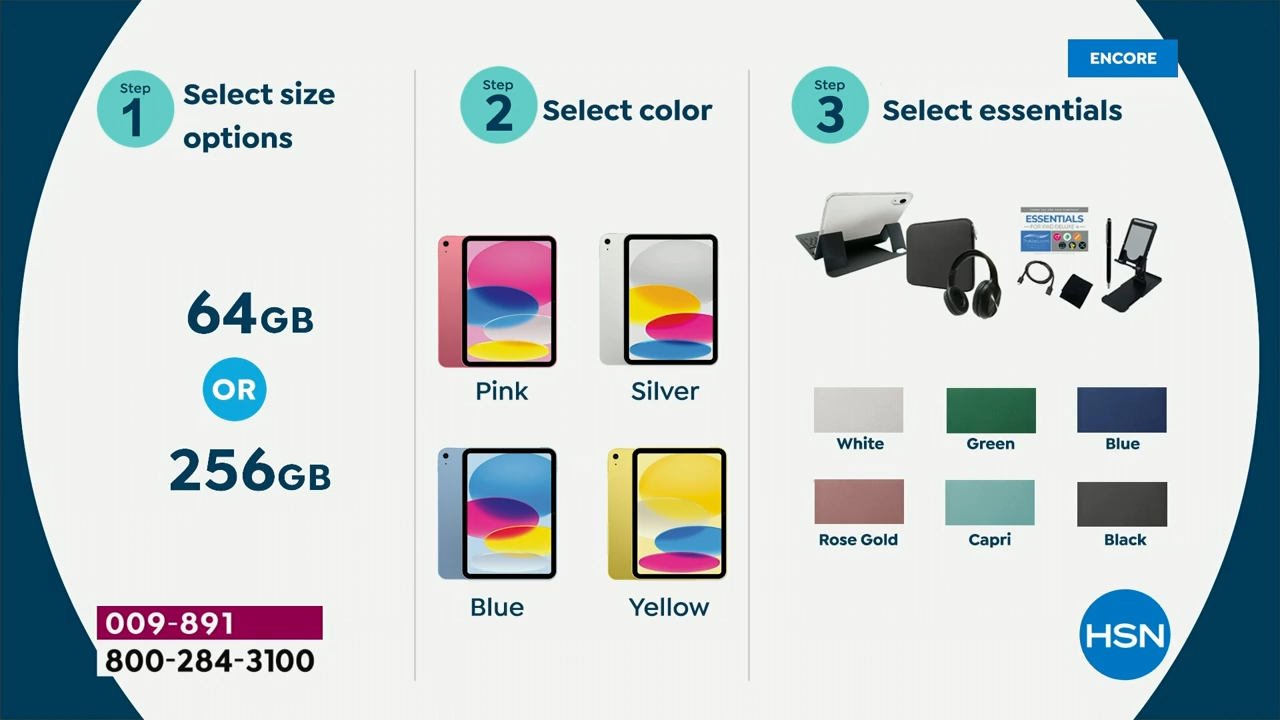 ENCORE
Step
1
Select size
options
64GB
OR
256GB
Step
2
Select color
Pink
Silver
Blue
Yellow
Step
3
Select essentials
ESSENTIALS
White
Green
Blue
Rose Gold
Capri
Black
009-891
800-284-3100
HSN